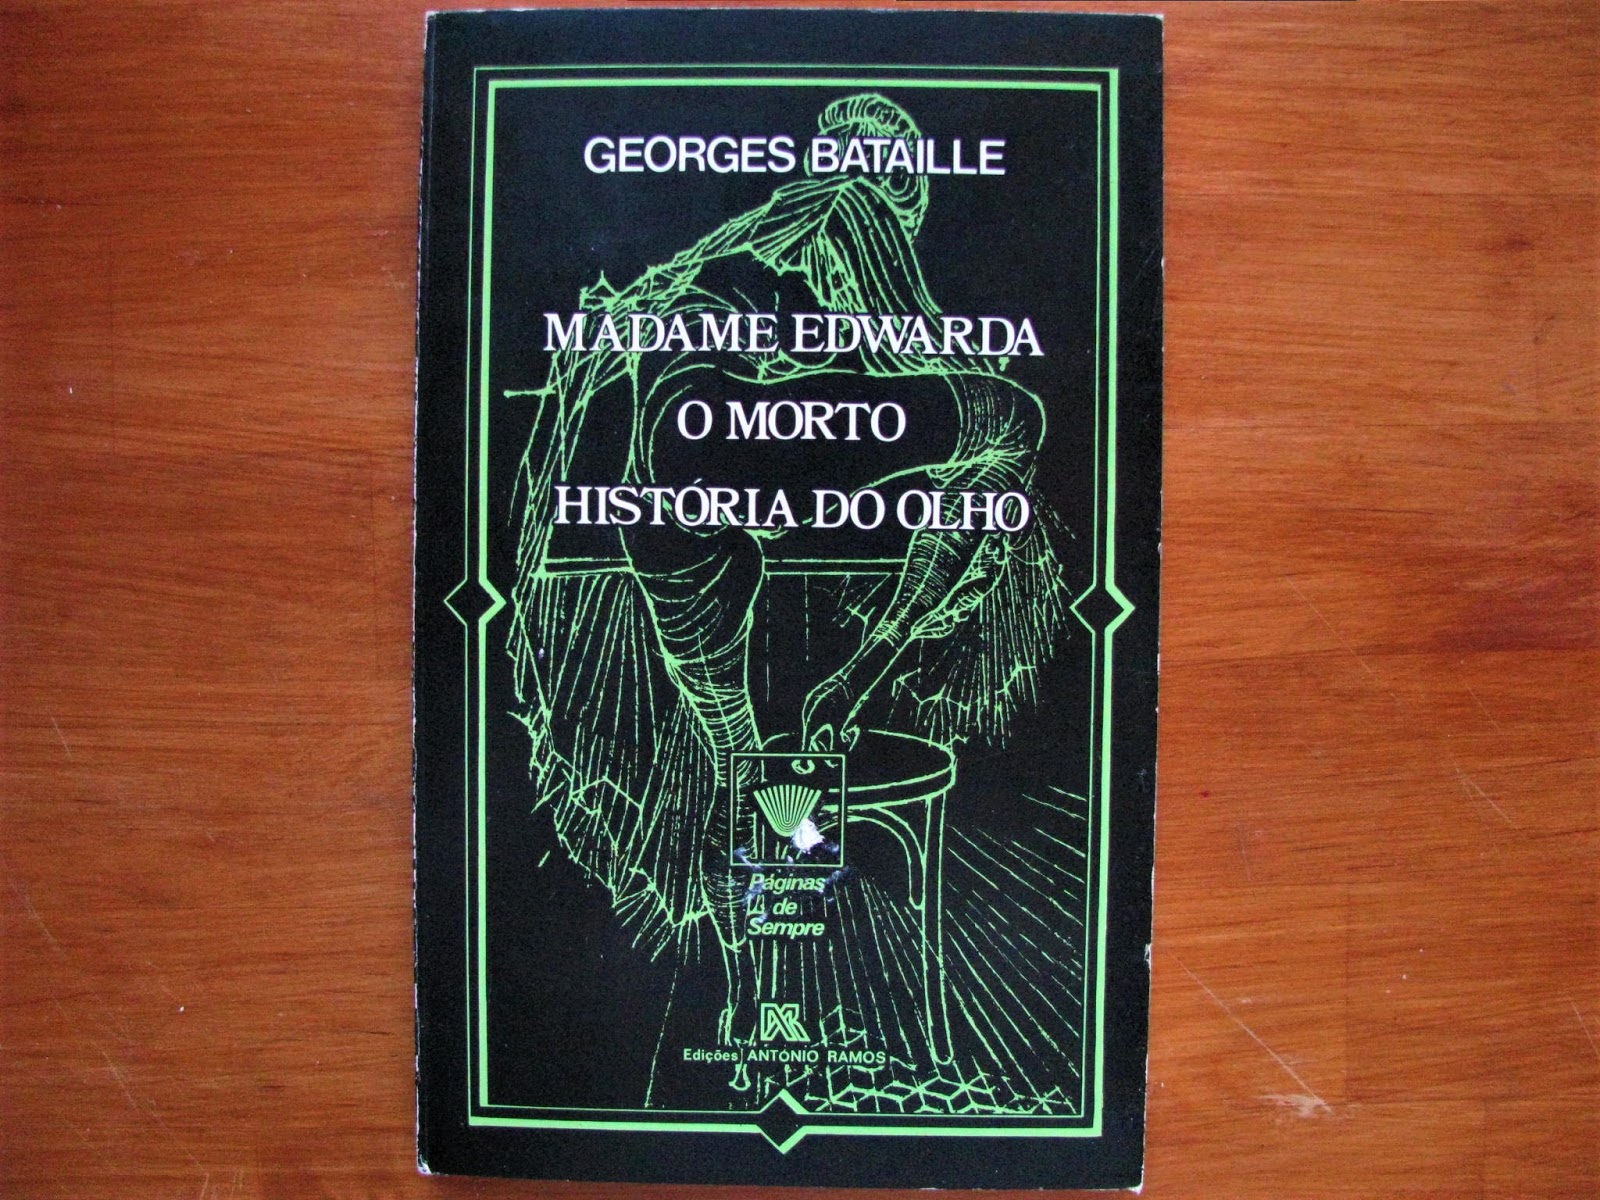 GEORGES BATAILLE
MADAME EDWARDA
O MORTO
HISTÓRIA DO OLHO
Páginas
de
Sempre
Edições ANTÓNIO RAMOS